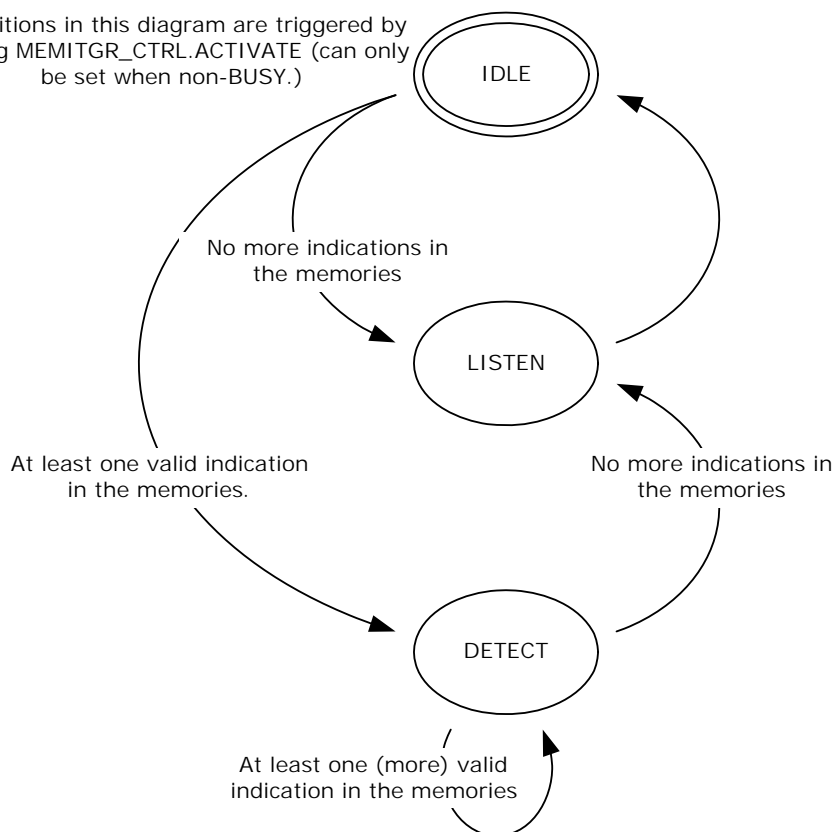 itions in this diagram are triggered by
g MEMITGR_CTRL.ACTIVATE (can only
be set when non-BUSY.)
IDLE
No more indications in
the memories
LISTEN
At least one valid indication
in the memories.
No more indications in
the memories
DETECT
At least one (more) valid
indication in the memories